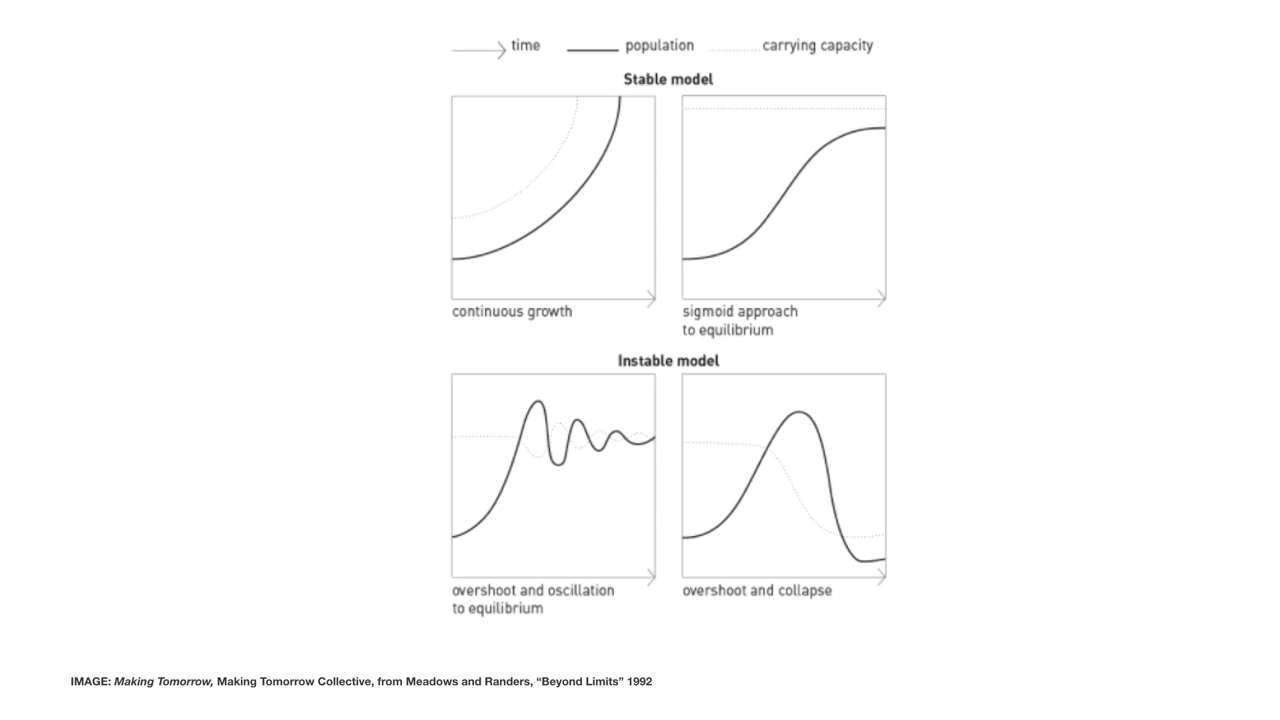 time population carrying capacity
Stable model
continuous growth
sigmoid approach
to equilibrium
Instable model
overshoot and oscillation
to equilibrium
overshoot and collapse
IMAGE: Making Tomorrow, Making Tomorrow Collective, from Meadows and Randers, “Beyond Limits” 1992